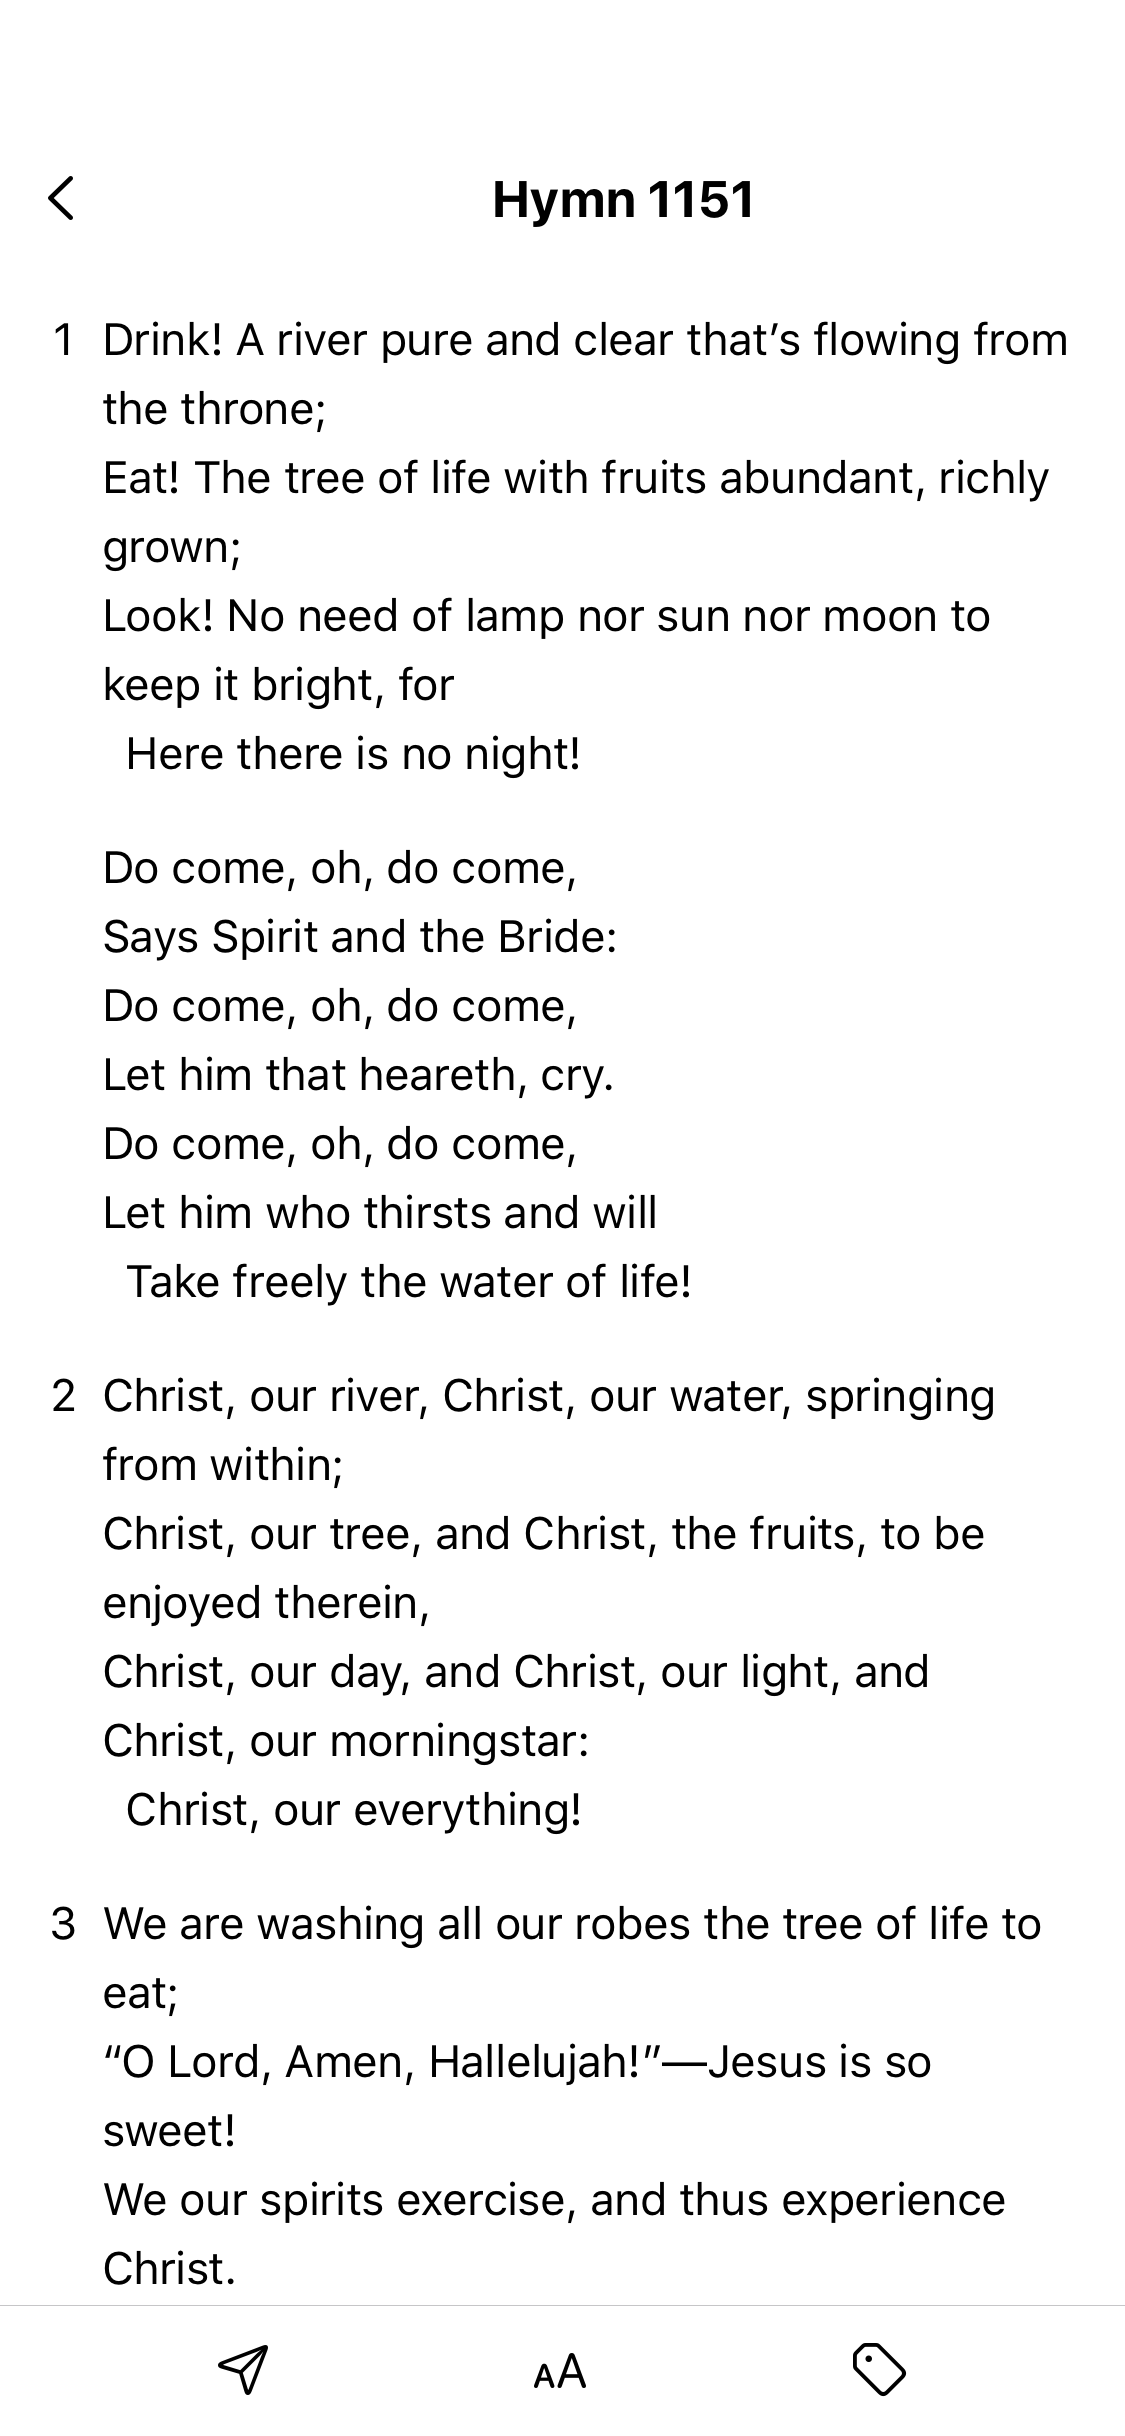 Hymn 1151
1 Drink! A river pure and clear that’s flowing from
the throne;
Eat! The tree of life with fruits abundant, richly
grown;
Look! No need of lamp nor sun nor moon to
keep it bright, for
Here there is no night!
Do come, oh, do come,
Says Spirit and the Bride:
Do come, oh, do come,
Let him that heareth, cry.
Do come, oh, do come,
Let him who thirsts and will
Take freely the water of life!
2 Christ, our river, Christ, our water, springing
from within;
Christ, our tree, and Christ, the fruits, to be
enjoyed therein,
Christ, our day, and Christ, our light, and
Christ, our morningstar:
Christ, our everything!
3 We are washing all our robes the tree of life to
eat;
“O Lord, Amen, Hallelujah!”—Jesus is so
sweet!
We our spirits exercise, and thus experience
Christ.
AA